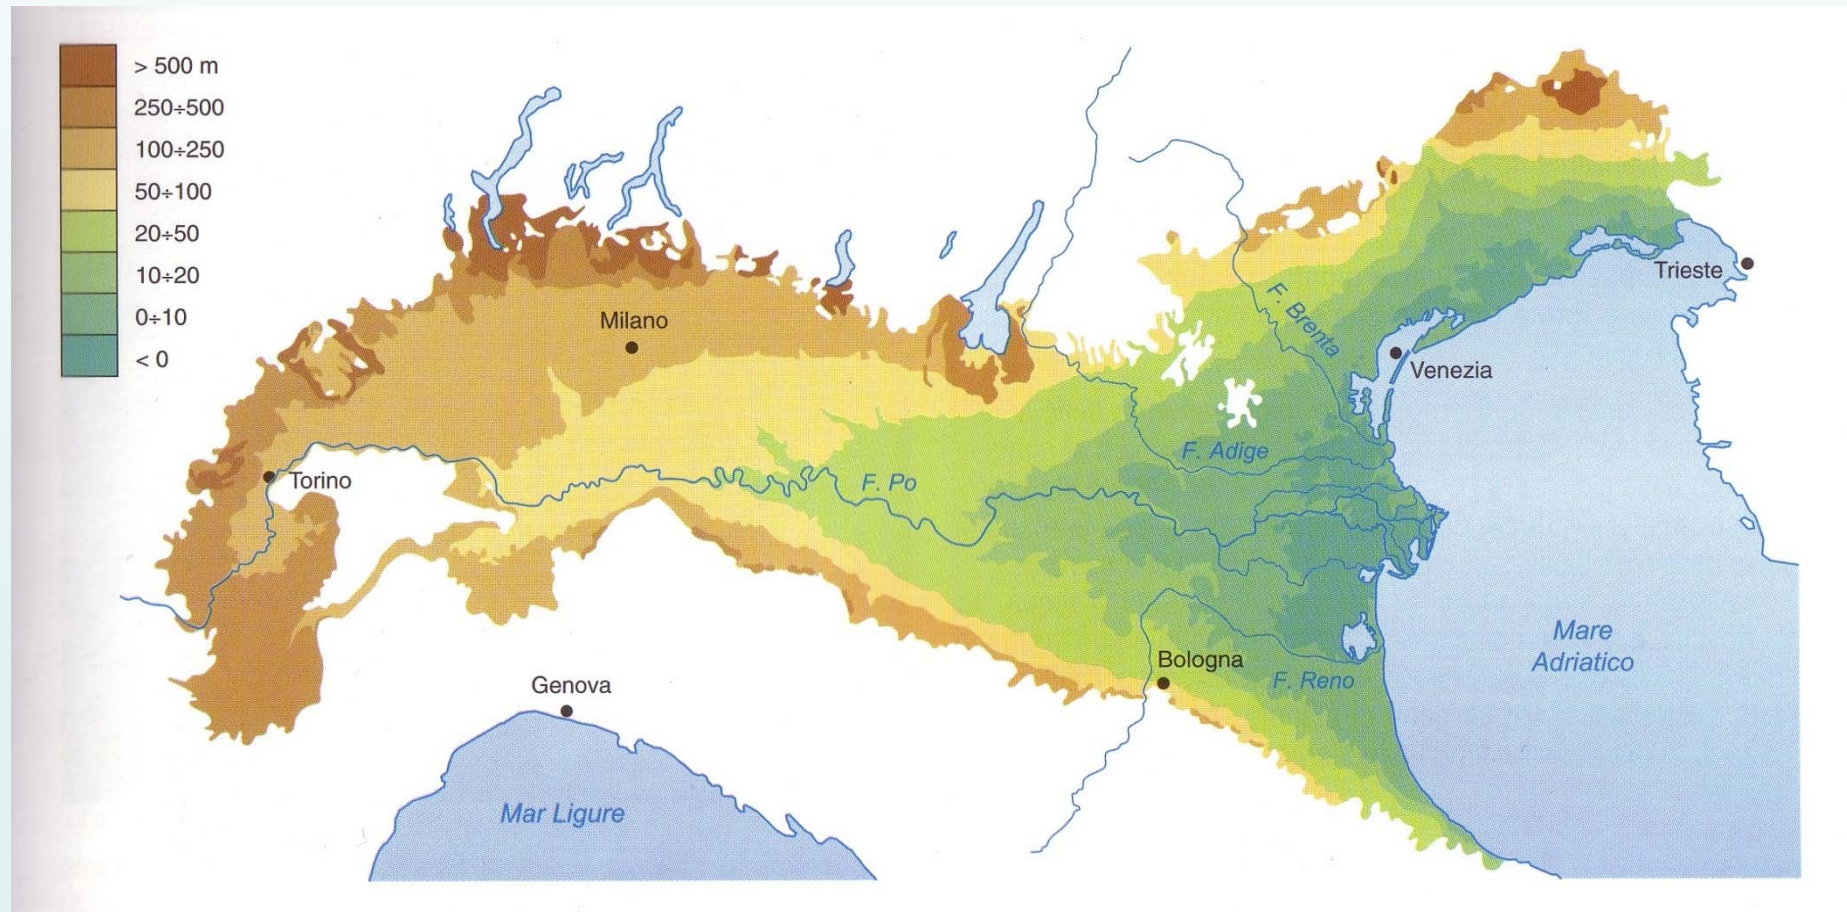 > 500 m
250÷500
100÷250
50÷100
20÷50
10÷20
0÷10
< 0
Milano
Trieste
F. Brenta
Venezia
F. Adige
Torino
F. Po
Mare
Adriatico
Bologna
F. Reno
Genova
Mar Ligure